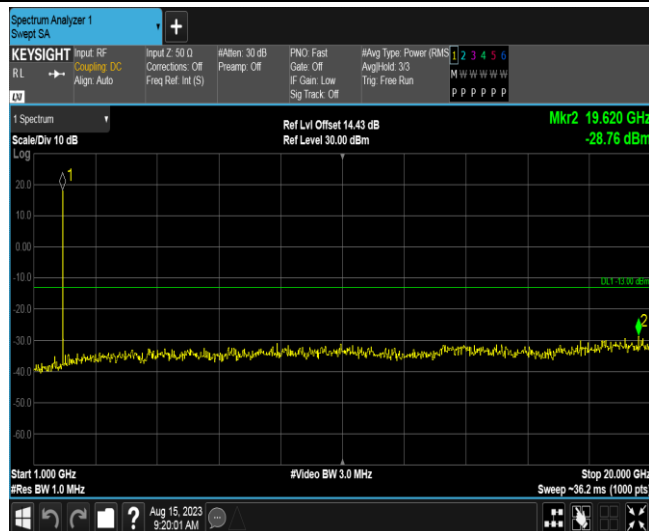 Spectrum Analyzer 1
Swept SA
+
KEYSIGHT
RL
LXI
Input: RF
Coupling: DC
Align: Auto
Input Z: 50 Ω
Corrections: Off
Freq Ref: Int (S)
#Atten: 30 dB
Preamp: Off
PNO: Fast
Gate: Off
IF Gain: Low
Sig Track: Off
#Avg Type: Power (RMS
Avg|Hold: 3/3
Trig: Free Run
1 2 3 4 5 6
M W W W W W
P P P P P P
1 Spectrum
Scale/Div 10 dB
Log
Ref Lvl Offset 14.43 dB
Ref Level 30.00 dBm
Mkr2 19.620 GHz
-28.76 dBm
1
20.0
10.0
0.00
-10.0
DL1 -13.00 dBm
-20.0
2
-30.0
-40.0
-50.0
-60.0
Start 1.000 GHz
#Res BW 1.0 MHz
#Video BW 3.0 MHz
Stop 20.000 GHz
Sweep ~36.2 ms (1000 pts)
?
Aug 15, 2023
9:20:01 AM